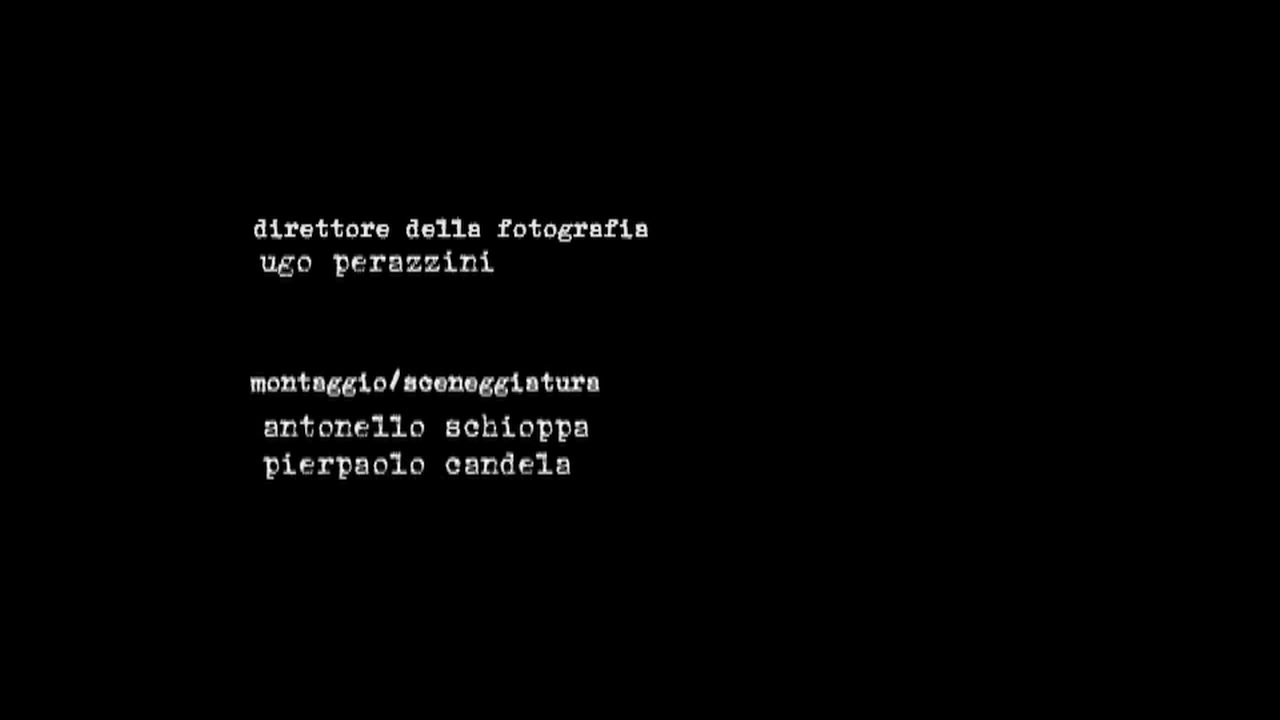 direttore della fotografia
ugo perazzini
montaggio/sceneggiatura
antonello schioppa
pierpaolo candela